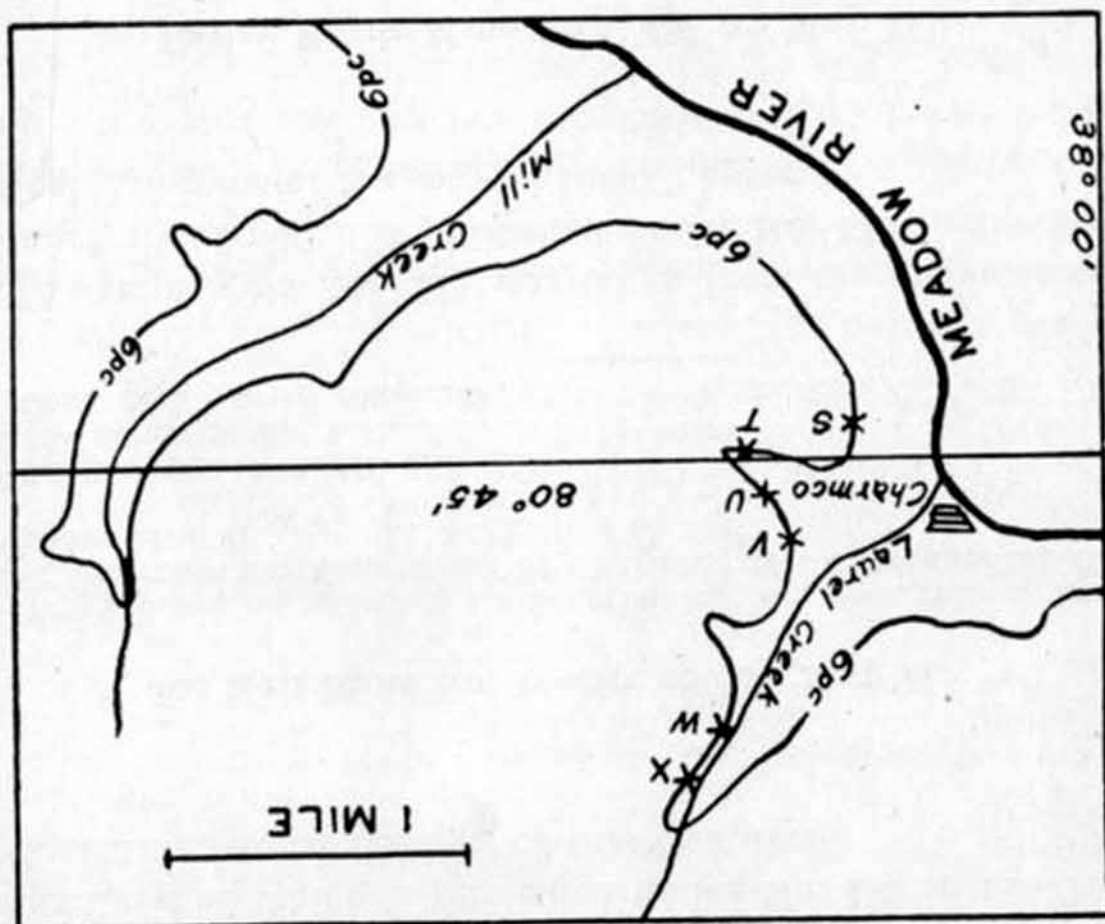 6pc
Mill Creek
MEADOW RIVER
38° 00'
6pc
6pc
S
T
U
V
W
X
80° 45'
Charmco
Laurel Creek
6pc
1 MILE